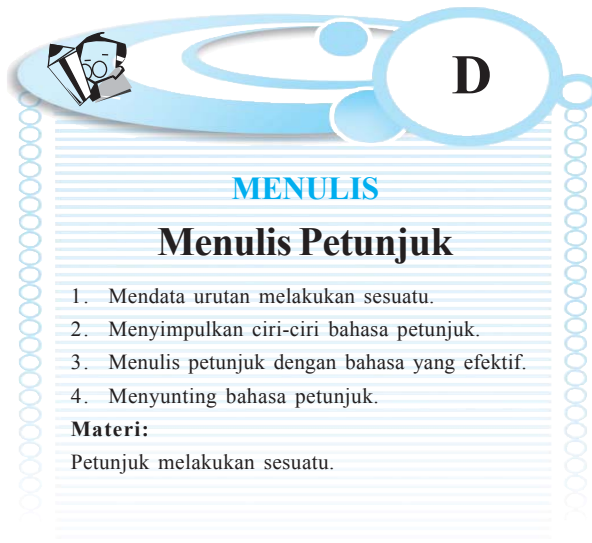 D
MENULIS
Menulis Petunjuk
1. Mendata urutan melakukan sesuatu.
2. Menyimpulkan ciri-ciri bahasa petunjuk.
3. Menulis petunjuk dengan bahasa yang efektif.
4. Menyunting bahasa petunjuk.
Materi:
Petunjuk melakukan sesuatu.